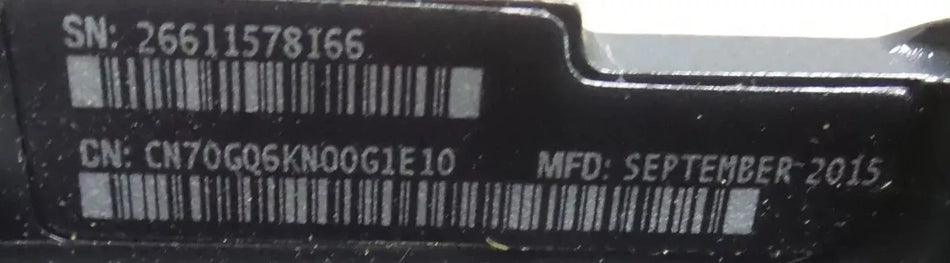 SN: 26611578I66
CN: CN70GQ6KN00G1E10 MFD: SEPTEMBER 2015